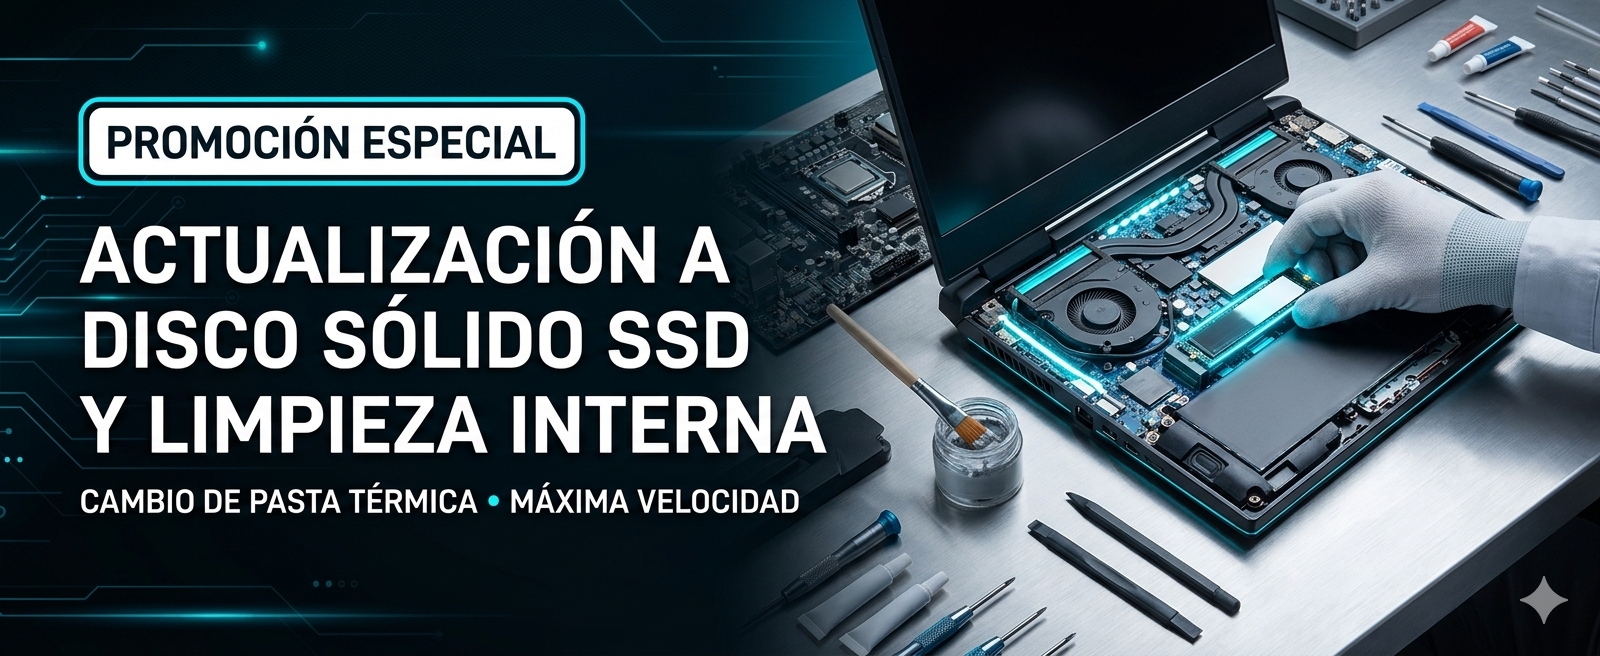 PROMOCIÓN ESPECIAL
ACTUALIZACIÓN A
DISCO SÓLIDO SSD
Y LIMPIEZA INTERNA
CAMBIO DE PASTA TÉRMICA • MÁXIMA VELOCIDAD